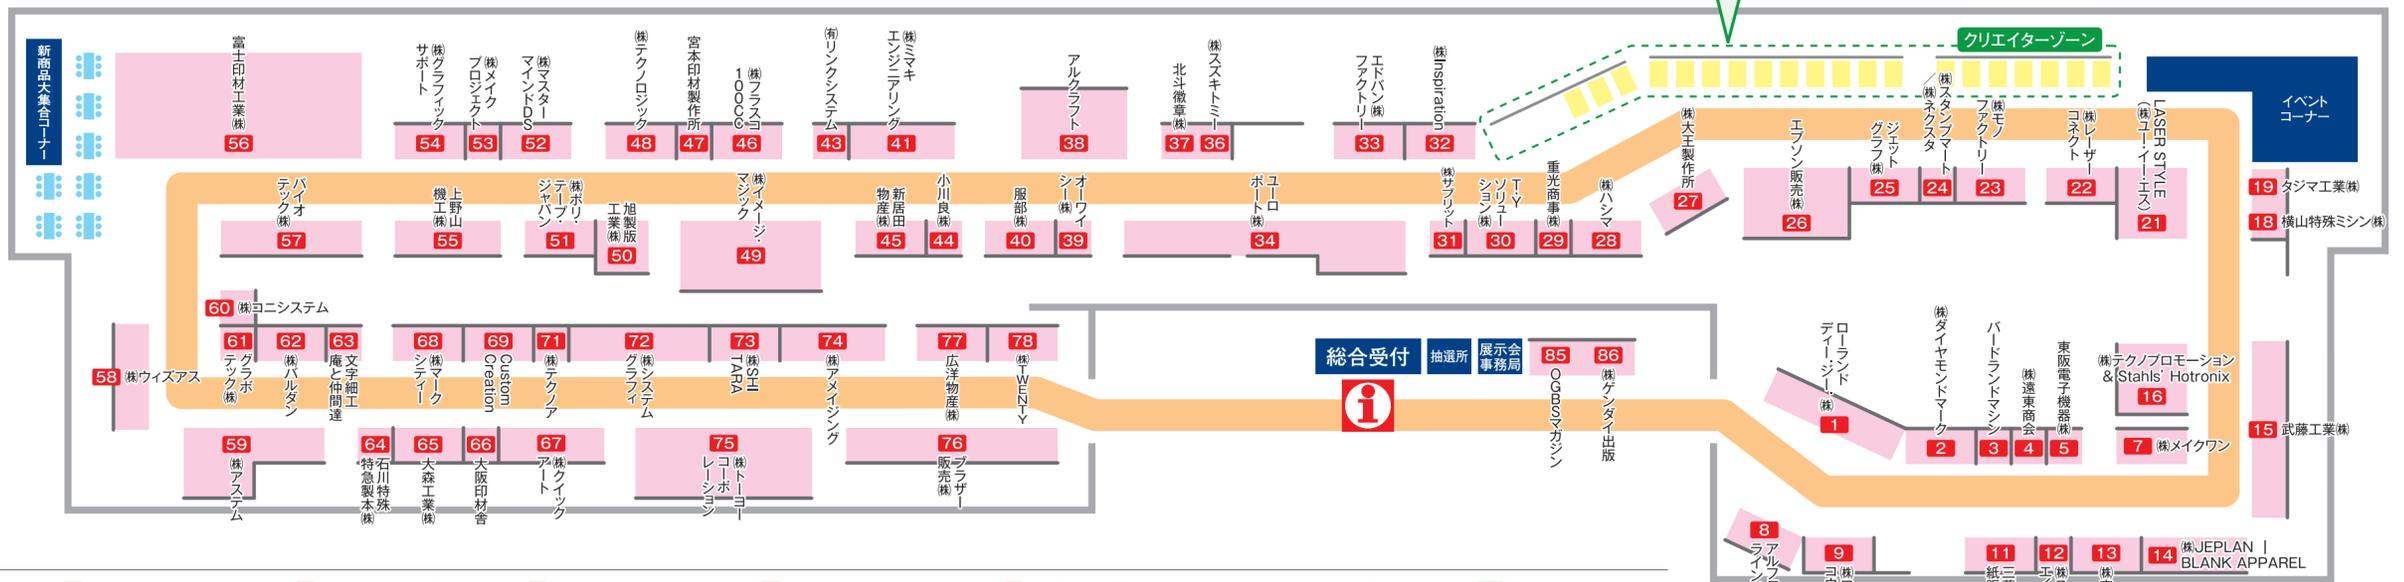 クリエイターゾーン
新商品大集合コーナー
イベント
コーナー
富士印材工業㈱
56
㈱グラフィック
サポート
54
㈱メイク
プロジェクト
53
㈱マスター
マインドDS
52
㈱テクノロジック
48
宮本印材製作所
47
㈱フラスコ
100CC
46
㈲リンクシステム
43
㈱ミマキ
エンジニアリング
41
アルクラフト
38
北斗徽章㈱
37
㈱スズキトミー
36
エドバン㈱
ファクトリー
33
㈱Inspiration
32
㈱大王製作所
27
エプソン販売㈱
26
ジェット
グラフ㈱
25
㈱スタンプマート
／㈱ネクスタ
24
㈱モノ
ファクトリー
23
㈱レーザー
コネクト
22
LASER STYLE
(㈱ユー・イー・エス)
21
19
タジマ工業㈱
18
横山特殊ミシン㈱
バイオ
テック㈱
57
上野山
機工㈱
55
㈱ポリ・
テープ・
ジャパン
51
旭製版
工業㈱
50
㈱イメージ・
マジック
49
新居田
物産㈱
45
小川良㈱
44
服部㈱
40
オーワイ
シー㈱
39
ユーロ
ポート㈱
34
㈱サブリット
31
T・Y
ソリュー
ション㈱
30
重光商事㈱
29
㈱ハシマ
28
60
㈱コニシステム
61
グラボ
テック㈱
62
㈱バルダン
63
文字細工
庵と仲間達
68
㈱マーク
シティー
69
Custom
Creation
71
㈱テクノア
72
㈱システム
グラフィ
73
㈱SHI
TARA
74
㈱アメイジング
77
広洋物産㈱
78
㈱TWENTY
58
㈱ウィズアス
59
㈱アステム
64
石川特殊
特急製本㈱
65
大森工業㈱
66
大阪印材舎
67
㈱クイック
アート
75
㈱トーヨー
コーポ
レーション
76
ブラザー
販売㈱
総合受付
抽選所
展示会
事務局
i
85
OGBSマガジン
86
㈱ゲンダイ出版
ローランド
ディー.ジー.㈱
1
㈱ダイヤモンドマーク
2
バードランドマシン
3
㈱遠東商会
4
東阪電子機器㈱
5
㈱テクノプロモーション
& Stahls' Hotronix
16
7
㈱メイクワン
15
武藤工業㈱
8
アルフ
ライン
9
11
12
13
14
㈱JEPLAN |
BLANK APPAREL